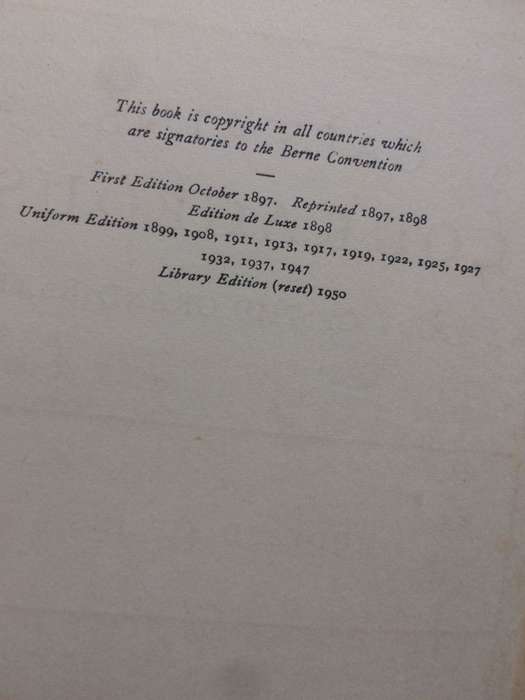 This book is copyright in all countries which
are signatories to the Berne Convention
First Edition October 1897. Reprinted 1897, 1898
Edition de Luxe 1898
Uniform Edition 1899, 1908, 1911, 1913, 1917, 1919, 1922, 1925, 1927
1932, 1937, 1947
Library Edition (reset) 1950